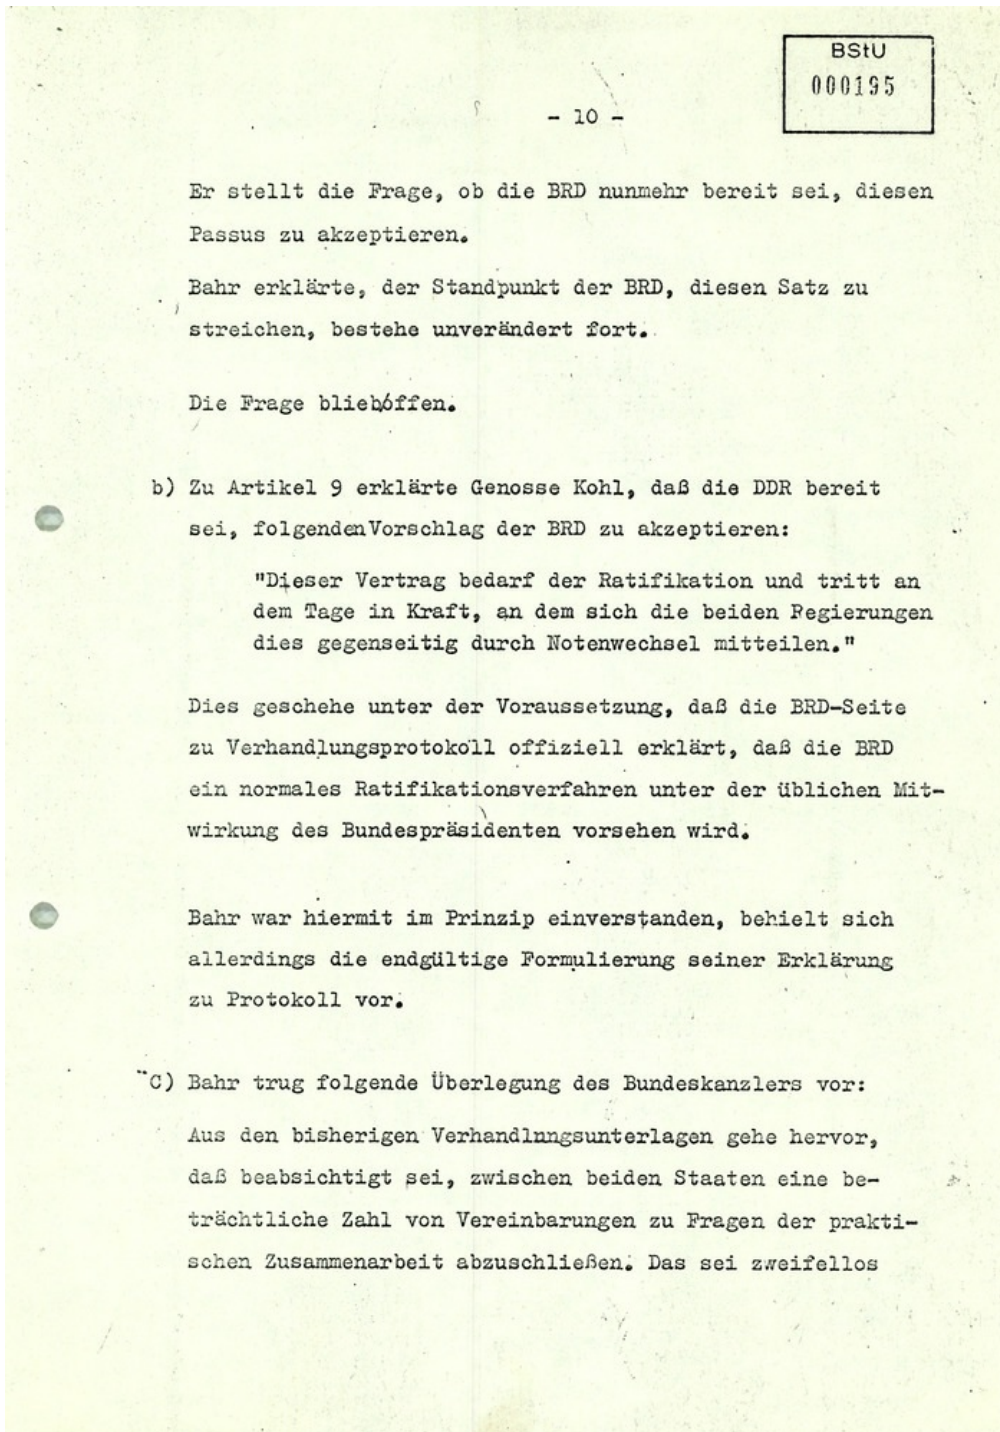 BStU
000195
- 10 -
Er stellt die Frage, ob die BRD nunmehr bereit sei, diesen
Passus zu akzeptieren.
Bahr erklärte, der Standpunkt der BRD, diesen Satz zu
streichen, bestehe unverändert fort.
Die Frage blieb offen.
b) Zu Artikel 9 erklärte Genosse Kohl, daß die DDR bereit
sei, folgenden Vorschlag der BRD zu akzeptieren:
"Dieser Vertrag bedarf der Ratifikation und tritt an
dem Tage in Kraft, an dem sich die beiden Regierungen
dies gegenseitig durch Notenwechsel mitteilen."
Dies geschehe unter der Voraussetzung, daß die BRD-Seite
zu Verhandlungsprotokoll offiziell erklärt, daß die BRD
ein normales Ratifikationsverfahren unter der üblichen Mit-
wirkung des Bundespräsidenten vorsehen wird.
Bahr war hiermit im Prinzip einverstanden, behielt sich
allerdings die endgültige Formulierung seiner Erklärung
zu Protokoll vor.
C) Bahr trug folgende Überlegung des Bundeskanzlers vor:
Aus den bisherigen Verhandlnngsunterlagen gehe hervor,
daß beabsichtigt sei, zwischen beiden Staaten eine be-
trächtliche Zahl von Vereinbarungen zu Fragen der prakti-
schen Zusammenarbeit abzuschließen. Das sei zweifellos